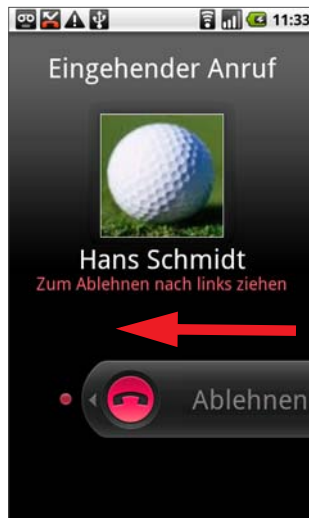 11:33
Eingehender Anruf
Hans Schmidt
Zum Ablehnen nach links ziehen
Ablehnen